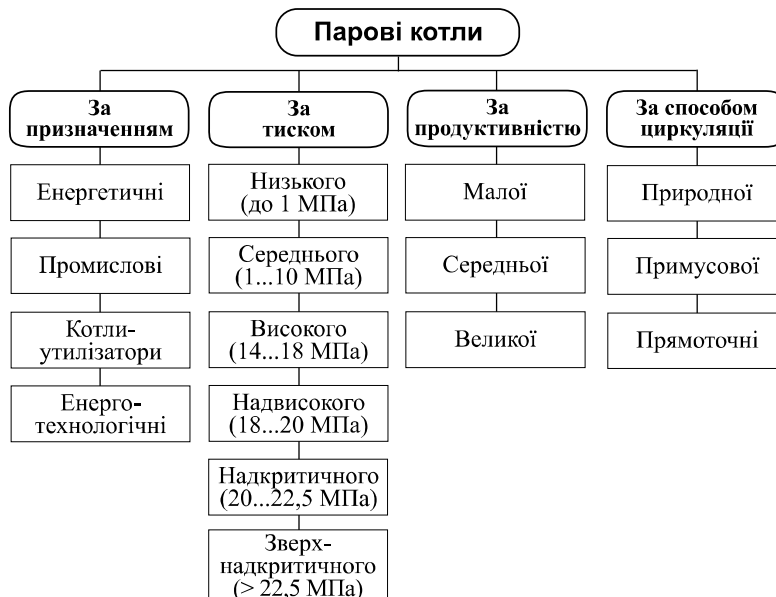 Парові котли
За
призначенням
Енергетичні
Промислові
Котли-
утилізатори
Енерго-
технологічні
За
тиском
Низького
(до 1 МПа)
Середнього
(1...10 МПа)
Високого
(14...18 МПа)
Надвисокого
(18...20 МПа)
Надкритичного
(20...22,5 МПа)
Зверх-
надкритичного
(> 22,5 МПа)
За
продуктивністю
Малої
Середньої
Великої
За способом
циркуляції
Природної
Примусової
Прямоточні